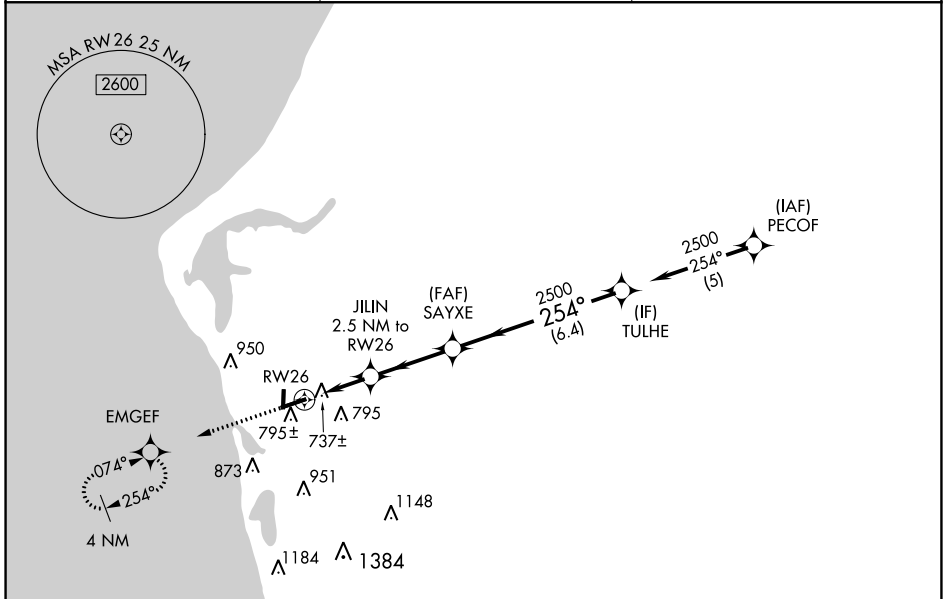 MSA RW26 25 NM
2600
(IAF)
PECOF
2500
254°
(5)
(IF)
TULHE
2500
254°
(6.4)
(FAF)
SAYXE
JILIN
2.5 NM to
RW26
950
RW26
795
795±
737±
EMGEF
074°
254°
4 NM
873
951
1148
1184
1384